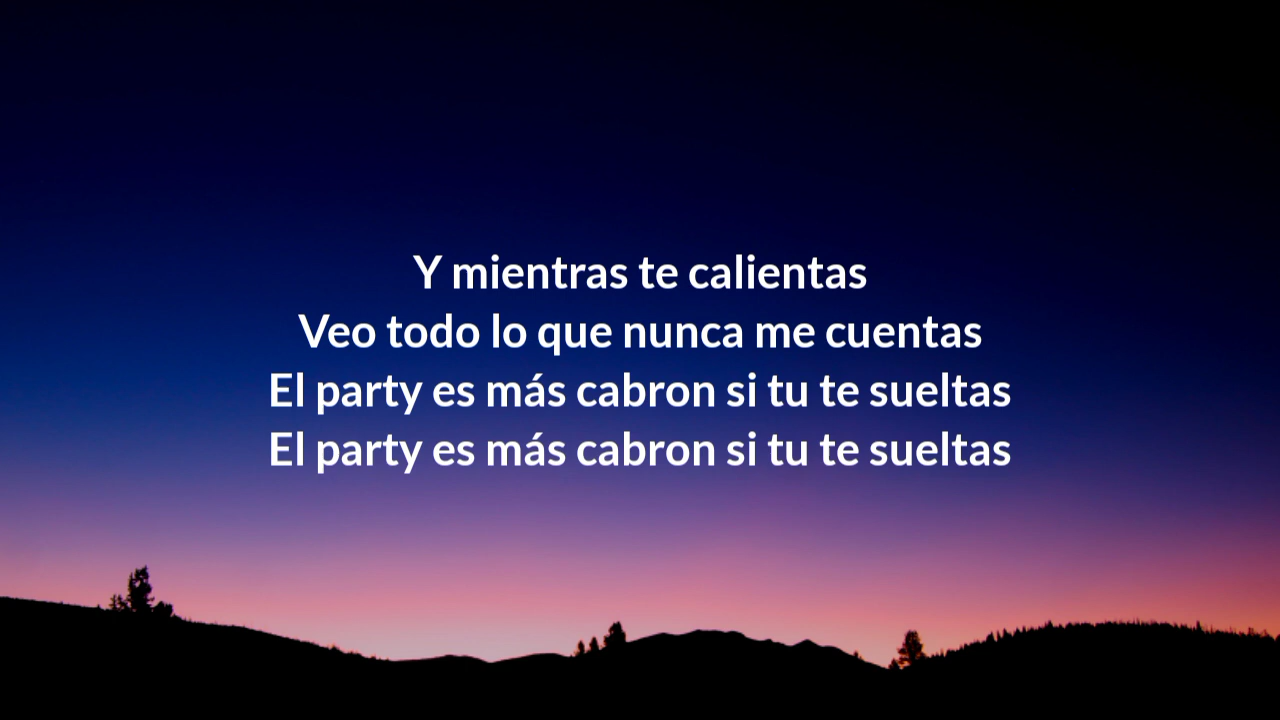 Y mientras te calientas
Veo todo lo que nunca me cuentas
El party es más cabron si tu te sueltas
El party es más cabron si tu te sueltas